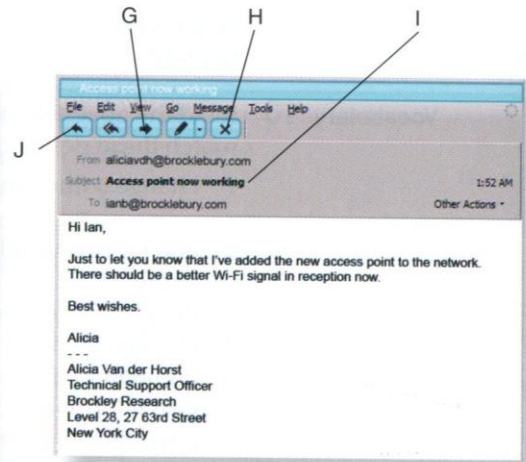 G
H
I
Access point now working
File Edit View Go Message Tools Help
J
From aliciavdh@brocklebury.com
Subject Access point now working 1:52 AM
To ianb@brocklebury.com Other Actions
Hi Ian,
Just to let you know that I've added the new access point to the network.
There should be a better Wi-Fi signal in reception now.
Best wishes.
Alicia
- - -
Alicia Van der Horst
Technical Support Officer
Brockley Research
Level 28, 27 63rd Street
New York City